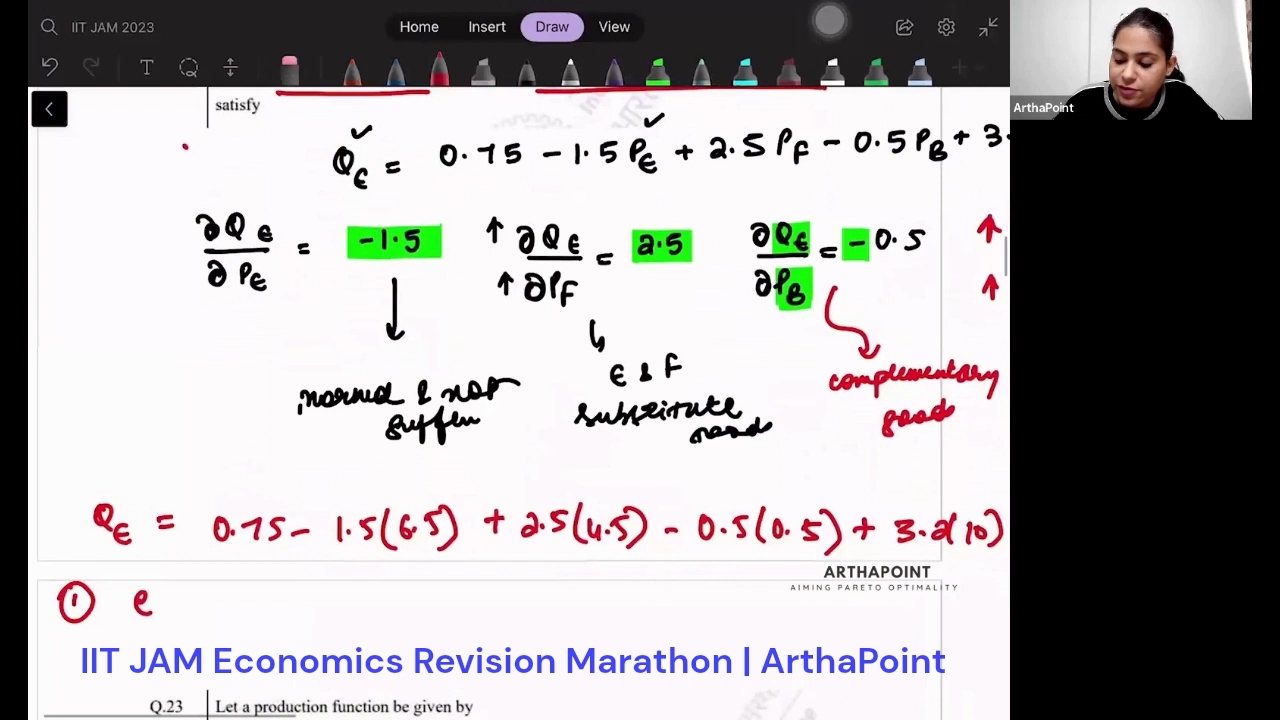 IIT JAM 2023
Home Insert Draw View
ArthaPoint
satisfy
Q_E = 0.75 - 1.5 P_E + 2.5 P_F - 0.5 P_B + 3.
∂Q_E / ∂P_E = -1.5
↑ ∂Q_E / ↑ ∂P_F = 2.5
∂Q_E / ∂P_B = -0.5
normal & not
giffen
E & F
substitute
goods
complementary
goods
Q_E = 0.75 - 1.5(6.5) + 2.5(4.5) - 0.5(0.5) + 3.2(10)
ARTHAPOINT
AIMING PARETO OPTIMALITY
① e
IIT JAM Economics Revision Marathon | ArthaPoint
Q.23 Let a production function be given by